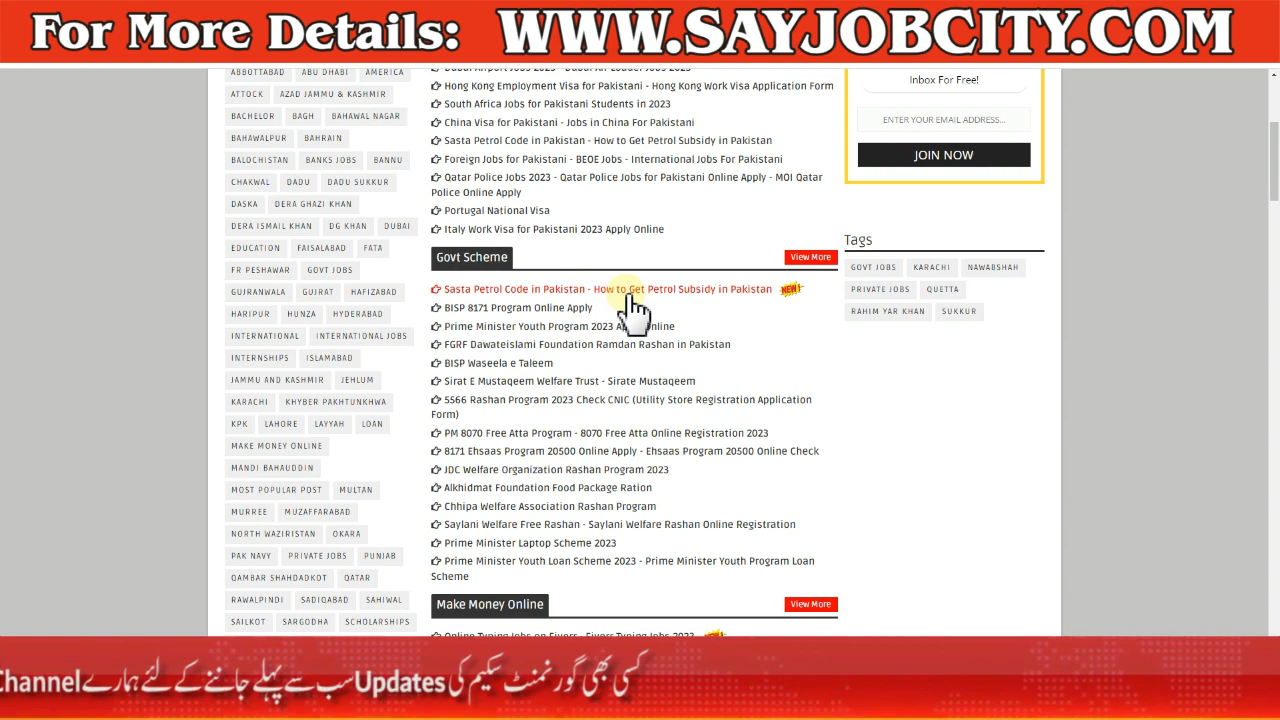 For More Details: WWW.SAYJOBCITY.COM
ABBOTTABAD ABU DHABI AMERICA
ATTOCK AZAD JAMMU & KASHMIR
BACHELOR BAGH BAHAWAL NAGAR
BAHAWALPUR BAHRAIN
BALOCHISTAN BANKS JOBS BANNU
CHAKWAL DADU DADU SUKKUR
DASKA DERA GHAZI KHAN
DERA ISMAIL KHAN DG KHAN DUBAI
EDUCATION FAISALABAD FATA
FR PESHAWAR GOVT JOBS
GUJRANWALA GUJRAT HAFIZABAD
HARIPUR HUNZA HYDERABAD
INTERNATIONAL INTERNATIONAL JOBS
INTERNSHIPS ISLAMABAD
JAMMU AND KASHMIR JEHLUM
KARACHI KHYBER PAKHTUNKHWA
KPK LAHORE LAYYAH LOAN
MAKE MONEY ONLINE
MANDI BAHAUDDIN
MOST POPULAR POST MULTAN
MURREE MUZAFFARABAD
NORTH WAZIRISTAN OKARA
PAK NAVY PRIVATE JOBS PUNJAB
QAMBAR SHAHDADKOT QATAR
RAWALPINDI SADIQABAD SAHIWAL
SAILKOT SARGODHA SCHOLARSHIPS
Hong Kong Employment Visa for Pakistani - Hong Kong Work Visa Application Form
South Africa Jobs for Pakistani Students in 2023
China Visa for Pakistani - Jobs in China For Pakistani
Sasta Petrol Code in Pakistan - How to Get Petrol Subsidy in Pakistan
Foreign Jobs for Pakistani - BEOE Jobs - International Jobs For Pakistani
Qatar Police Jobs 2023 - Qatar Police Jobs for Pakistani Online Apply - MOI Qatar
Police Online Apply
Portugal National Visa
Italy Work Visa for Pakistani 2023 Apply Online
Govt Scheme View More
Sasta Petrol Code in Pakistan - How to Get Petrol Subsidy in Pakistan NEW!
BISP 8171 Program Online Apply
Prime Minister Youth Program 2023
FGRF Dawateislami Foundation Ramdan Rashan in Pakistan
BISP Waseela e Taleem
Sirat E Mustaqeem Welfare Trust - Sirate Mustaqeem
5566 Rashan Program 2023 Check CNIC (Utility Store Registration Application
Form)
PM 8070 Free Atta Program - 8070 Free Atta Online Registration 2023
8171 Ehsaas Program 20500 Online Apply - Ehsaas Program 20500 Online Check
JDC Welfare Organization Rashan Program 2023
Alkhidmat Foundation Food Package Ration
Chhipa Welfare Association Rashan Program
Saylani Welfare Free Rashan - Saylani Welfare Rashan Online Registration
Prime Minister Laptop Scheme 2023
Prime Minister Youth Loan Scheme 2023 - Prime Minister Youth Program Loan
Scheme
Make Money Online View More
Inbox For Free!
ENTER YOUR EMAIL ADDRESS...
JOIN NOW
Tags
GOVT JOBS KARACHI NAWABSHAH
PRIVATE JOBS QUETTA
RAHIM YAR KHAN SUKKUR
کسی بھی گورنمنٹ سکیم کی Updates سب سے پہلے جاننے کے لئے ہمارے Channel